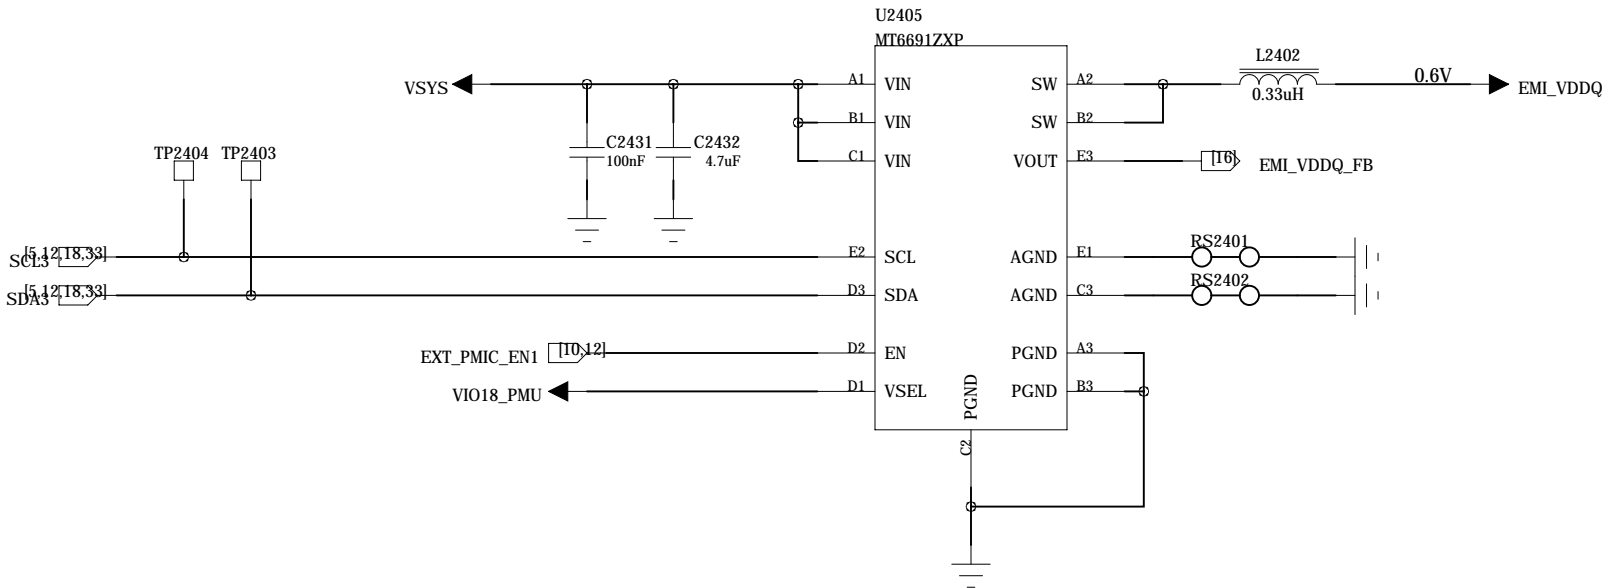 U2405
MT6691ZXP
VSYS
A1 VIN
B1 VIN
C1 VIN
SW A2
SW B2
VOUT E3
L2402
0.33uH
0.6V
EMI_VDDQ
[16]
EMI_VDDQ_FB
C2431
100nF
C2432
4.7uF
TP2404
TP2403
SCL3 [5,12,18,33]
SDA3 [5,12,18,33]
E2 SCL
D3 SDA
AGND E1
AGND C3
RS2401
RS2402
EXT_PMIC_EN1 [10,12]
VIO18_PMU
D2 EN
D1 VSEL
PGND A3
PGND B3
PGND
C2